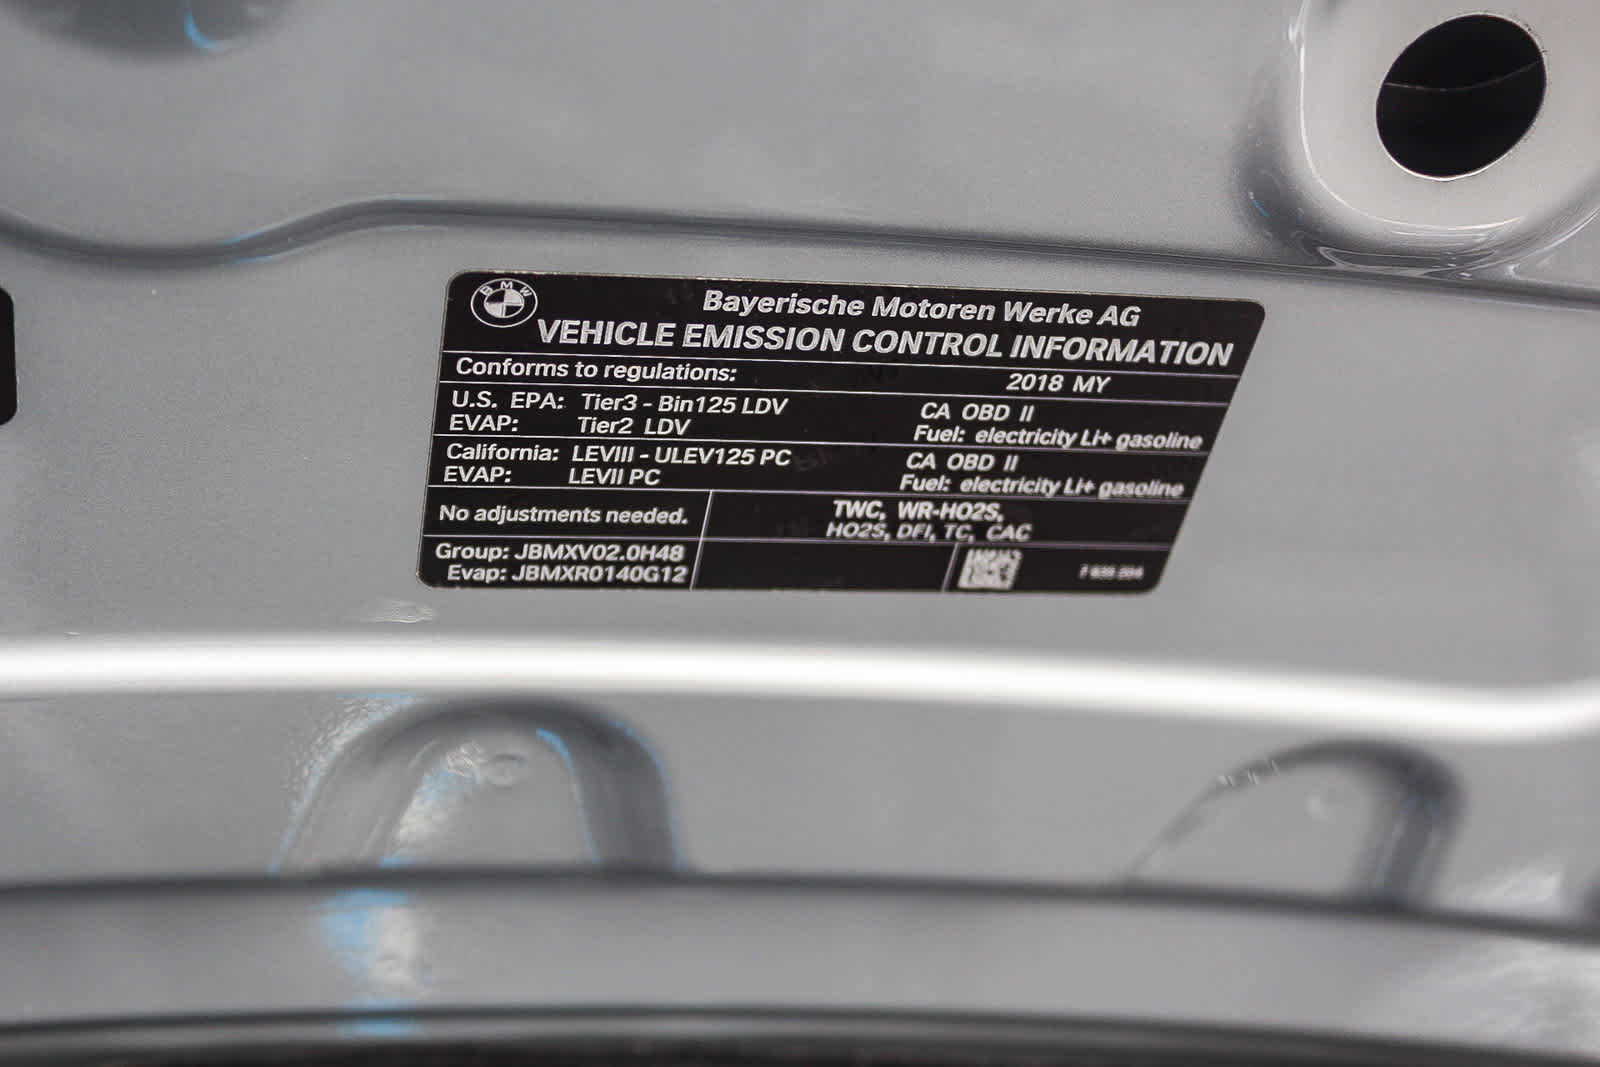 BMW
Bayerische Motoren Werke AG
VEHICLE EMISSION CONTROL INFORMATION
Conforms to regulations: 2018 MY
U.S. EPA: Tier3 - Bin125 LDV CA OBD II
EVAP: Tier2 LDV Fuel: electricity Li+ gasoline
California: LEVIII - ULEV125 PC CA OBD II
EVAP: LEVII PC Fuel: electricity Li+ gasoline
No adjustments needed. TWC, WR-HO2S,
HO2S, DFI, TC, CAC
Group: JBMXV02.0H48
Evap: JBMXR0140G12